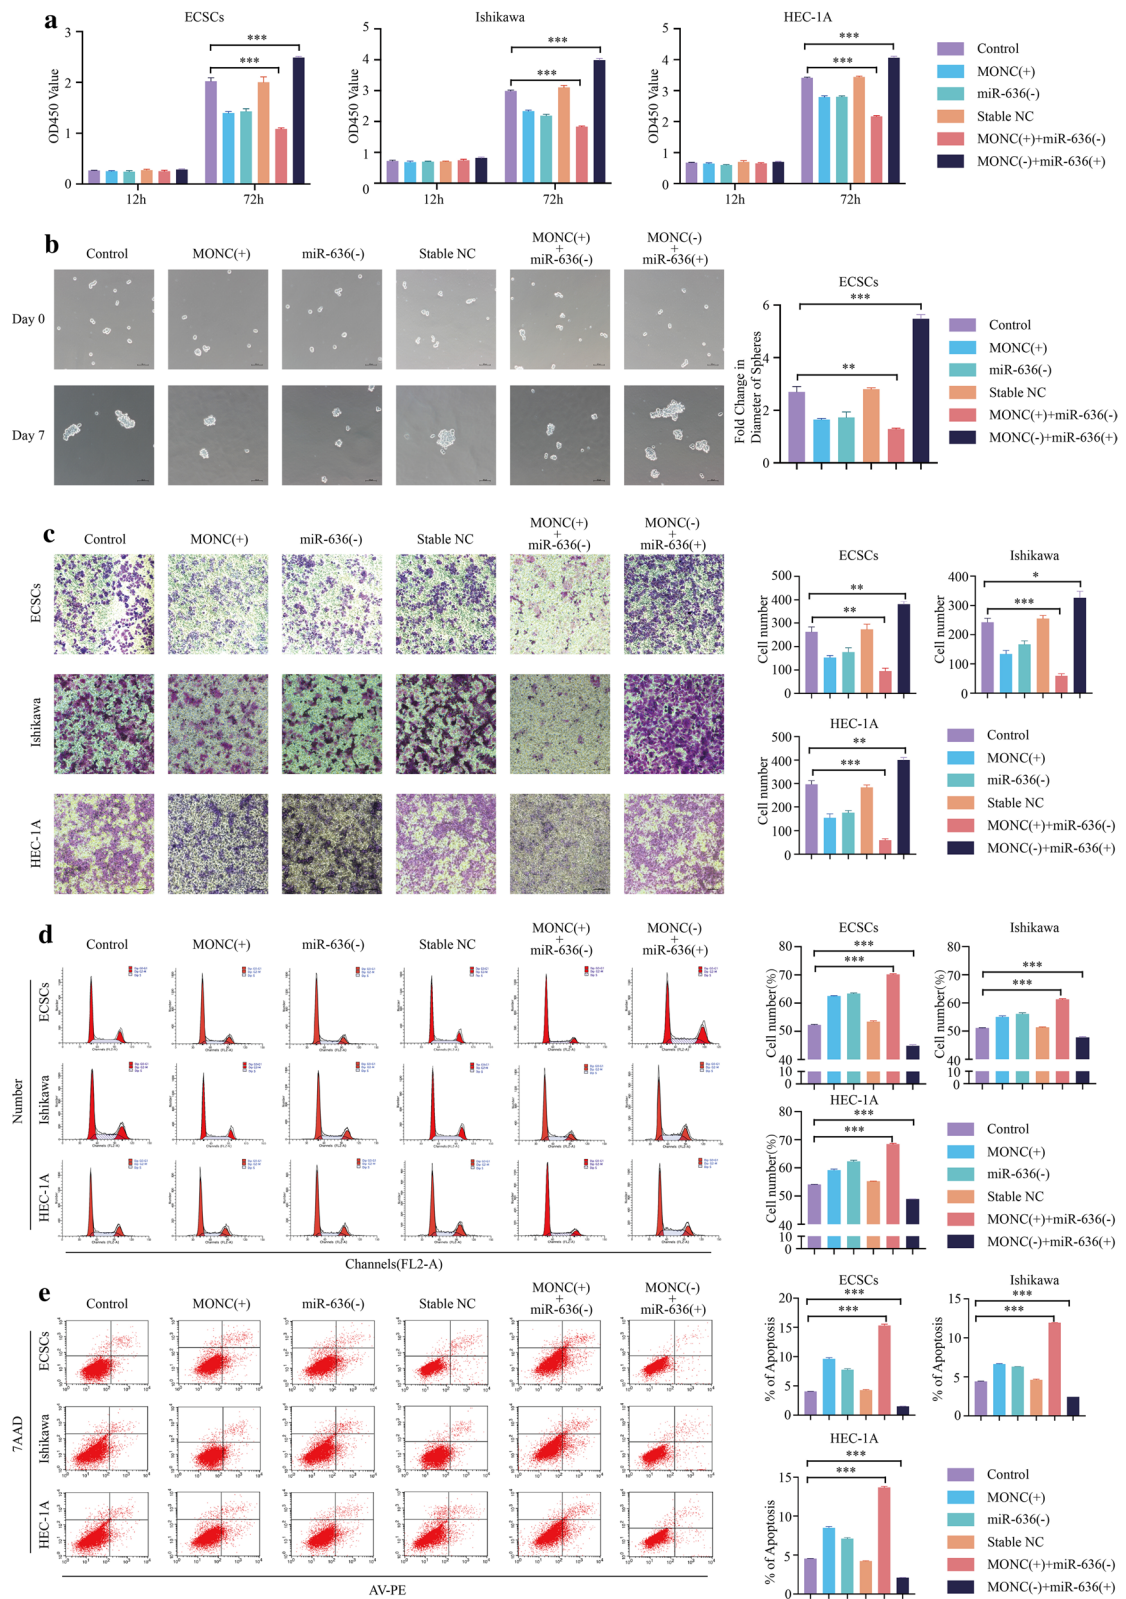 a
ECSCs
Ishikawa
HEC-1A
OD450 Value
3
2
1
0
12h
72h
***
***
OD450 Value
5
4
3
2
1
0
12h
72h
***
***
OD450 Value
5
4
3
2
1
0
12h
72h
***
***
Control
MONC(+)
miR-636(-)
Stable NC
MONC(+)+miR-636(-)
MONC(-)+miR-636(+)
b
Control
MONC(+)
miR-636(-)
Stable NC
MONC(+)
+
miR-636(-)
MONC(-)
+
miR-636(+)
Day 0
Day 7
ECSCs
Fold Change in
Diameter of Spheres
6
4
2
0
***
**
Control
MONC(+)
miR-636(-)
Stable NC
MONC(+)+miR-636(-)
MONC(-)+miR-636(+)
c
Control
MONC(+)
miR-636(-)
Stable NC
MONC(+)
+
miR-636(-)
MONC(-)
+
miR-636(+)
ECSCs
Ishikawa
HEC-1A
ECSCs
Cell number
500
400
300
200
100
0
**
**
Ishikawa
Cell number
400
300
200
100
0
*
***
HEC-1A
Cell number
500
400
300
200
100
0
**
***
Control
MONC(+)
miR-636(-)
Stable NC
MONC(+)+miR-636(-)
MONC(-)+miR-636(+)
d
Control
MONC(+)
miR-636(-)
Stable NC
MONC(+)
+
miR-636(-)
MONC(-)
+
miR-636(+)
Number
ECSCs
Ishikawa
HEC-1A
Channels(FL2-A)
ECSCs
Cell number(%)
80
70
60
50
40
10
0
***
***
Ishikawa
Cell number(%)
80
70
60
50
40
10
0
***
***
HEC-1A
Cell number(%)
80
70
60
50
40
10
0
***
***
Control
MONC(+)
miR-636(-)
Stable NC
MONC(+)+miR-636(-)
MONC(-)+miR-636(+)
e
Control
MONC(+)
miR-636(-)
Stable NC
MONC(+)
+
miR-636(-)
MONC(-)
+
miR-636(+)
7AAD
ECSCs
Ishikawa
HEC-1A
AV-PE
ECSCs
% of Apoptosis
20
15
10
5
0
***
***
Ishikawa
% of Apoptosis
15
10
5
0
***
***
HEC-1A
% of Apoptosis
15
10
5
0
***
***
Control
MONC(+)
miR-636(-)
Stable NC
MONC(+)+miR-636(-)
MONC(-)+miR-636(+)